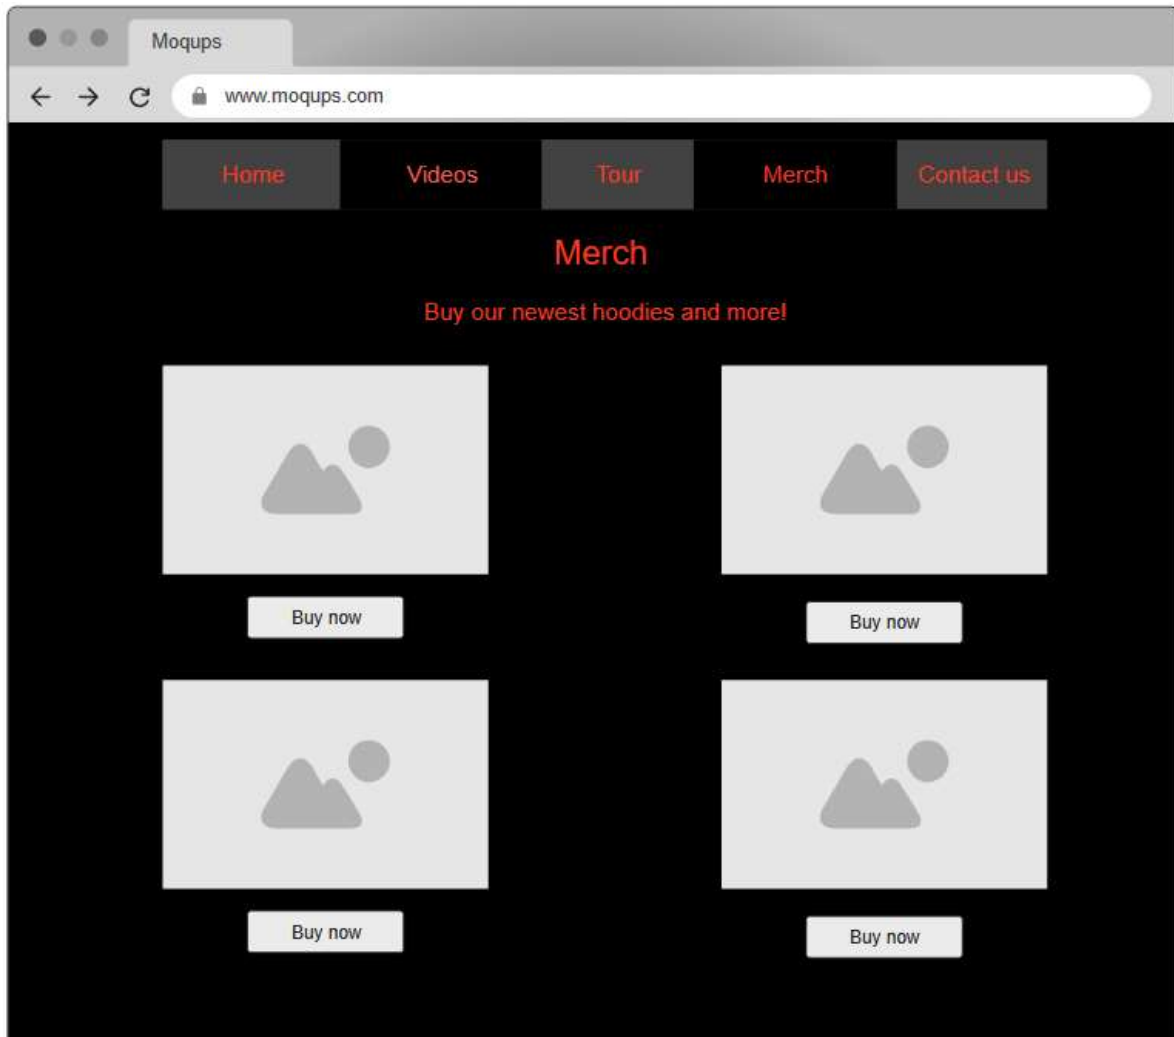 Moqups
www.moqups.com
Home Videos Tour Merch Contact us
Merch
Buy our newest hoodies and more!
Buy now Buy now
Buy now Buy now